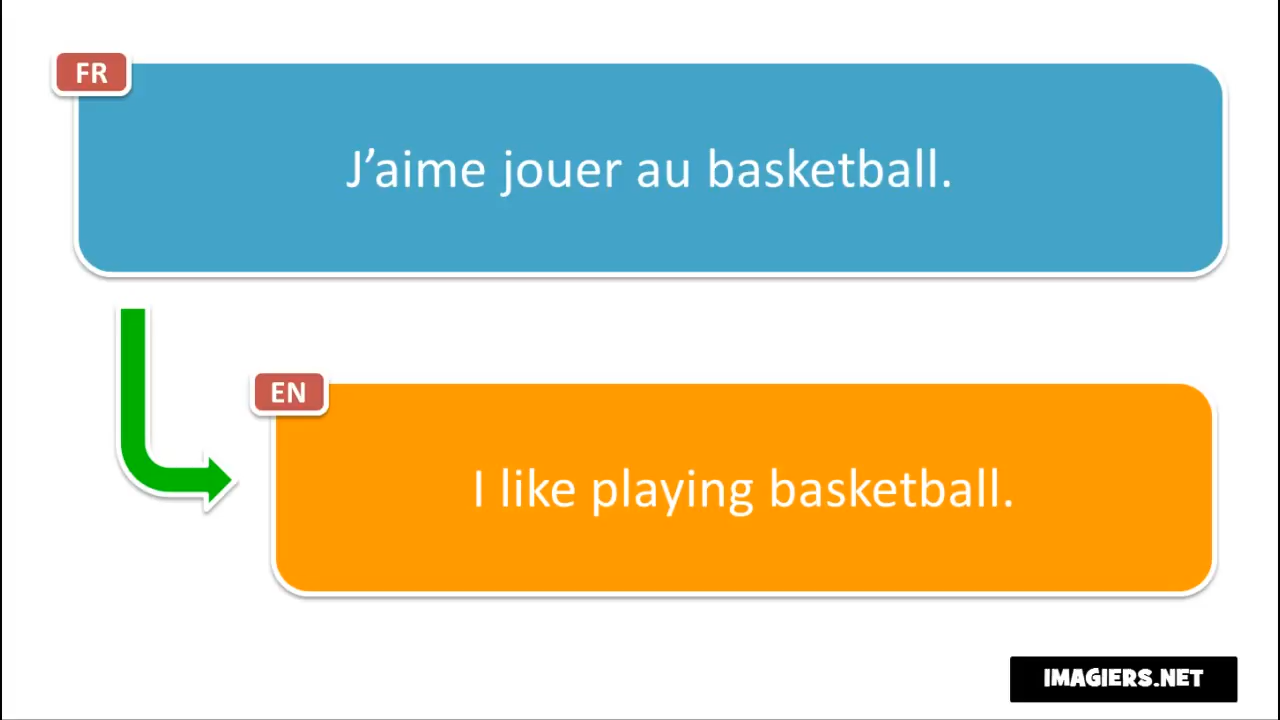 FR
J’aime jouer au basketball.
EN
I like playing basketball.
IMAGIERS.NET